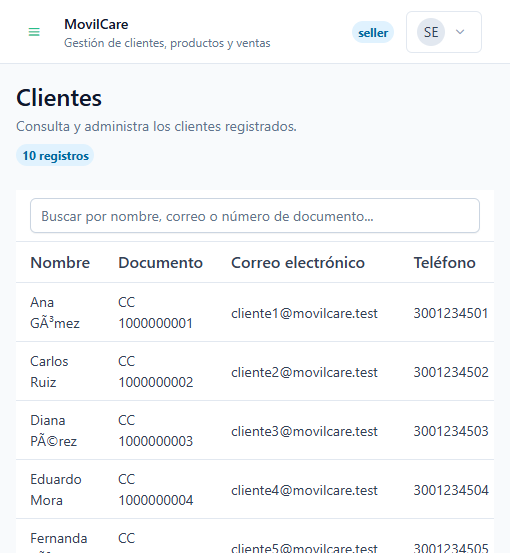 MovilCare
Gestión de clientes, productos y ventas
seller
SE
Clientes
Consulta y administra los clientes registrados.
10 registros
Buscar por nombre, correo o número de documento...
Nombre Documento Correo electrónico Teléfono
Ana
GÃ³mez
CC
1000000001
cliente1@movilcare.test
3001234501
Carlos
Ruiz
CC
1000000002
cliente2@movilcare.test
3001234502
Diana
PÃ©rez
CC
1000000003
cliente3@movilcare.test
3001234503
Eduardo
Mora
CC
1000000004
cliente4@movilcare.test
3001234504
Fernanda
CC
cliente5@movilcare.test
3001234505